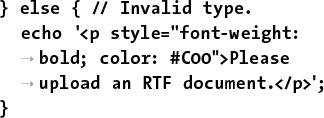 } else { // Invalid type.
echo '<p style="font-weight:
→ bold; color: #C00">Please
→ upload an RTF document.</p>';
}